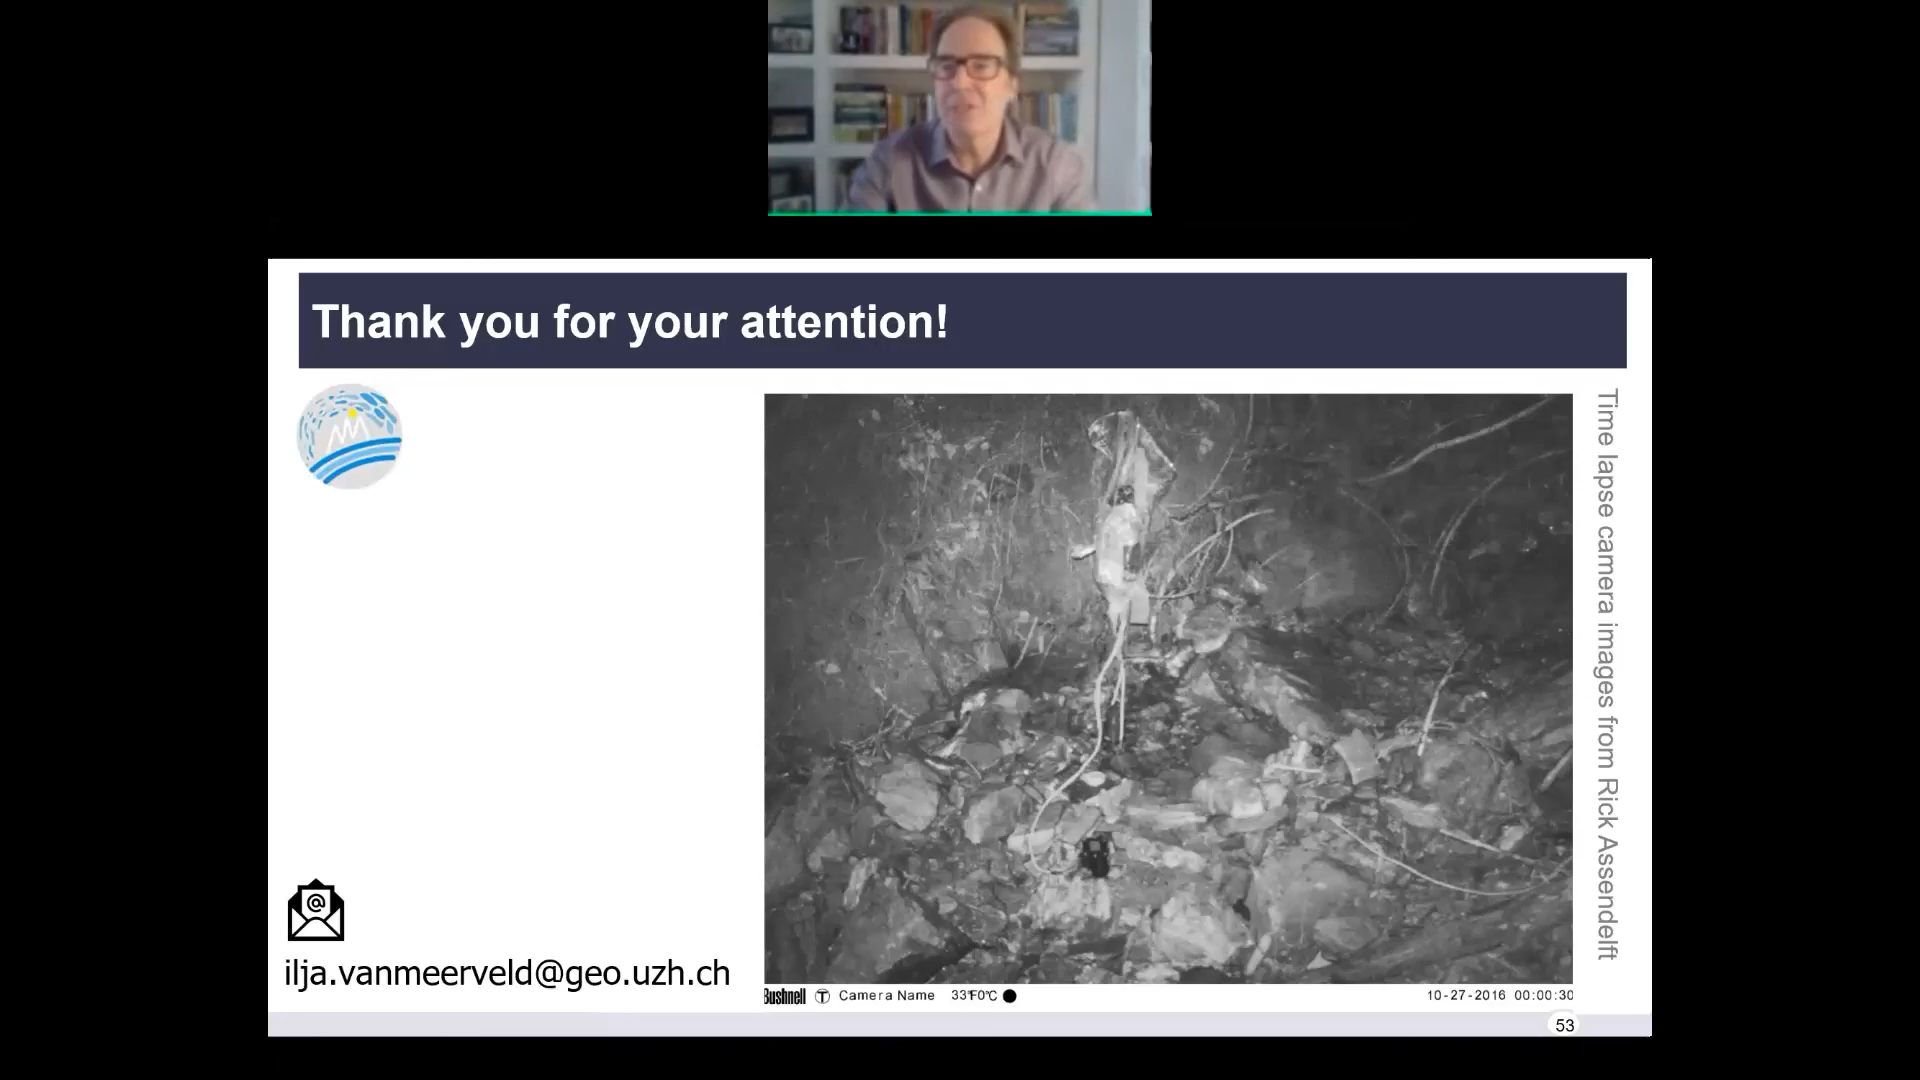 Thank you for your attention!
Time lapse camera images from Rick Assendelft
@
ilja.vanmeerveld@geo.uzh.ch
Bushnell T Camera Name 33°F0°C 10-27-2016 00:00:30
53